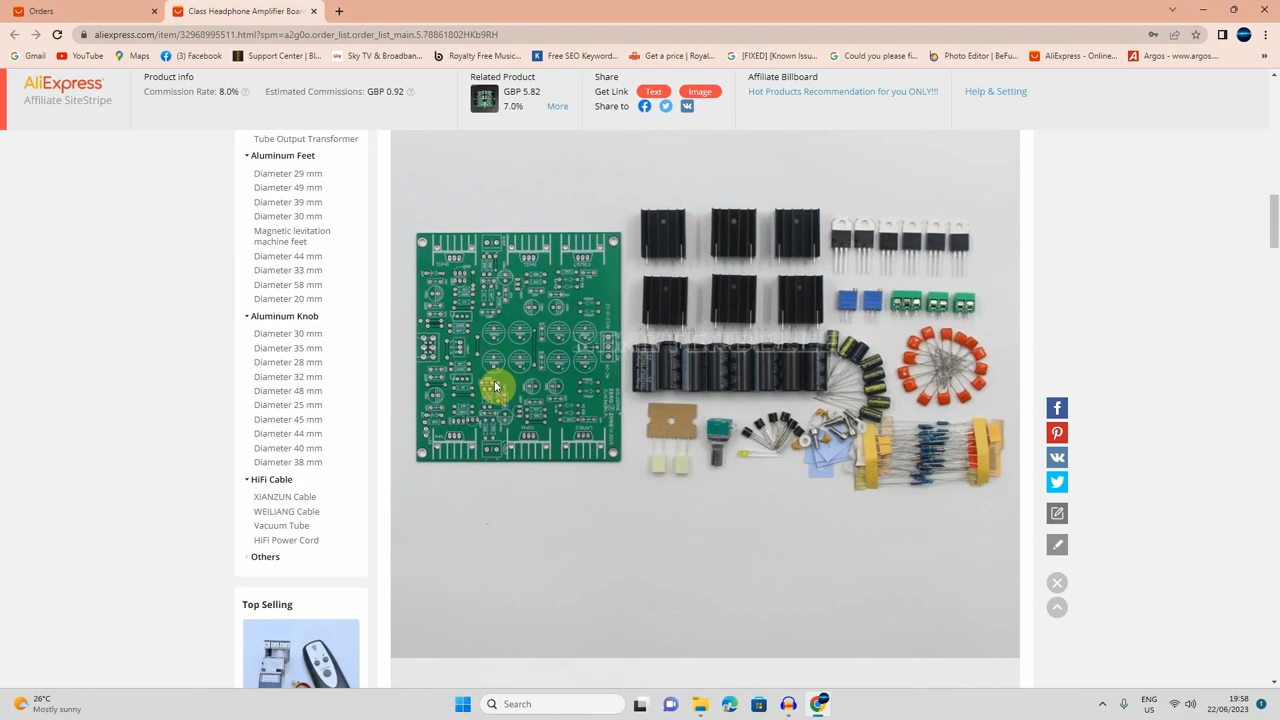 Orders
Class Headphone Amplifier Boar
aliexpress.com/item/32968995511.html?spm=a2g0o.order_list.order_list_main.5.78861802HKb9RH
Gmail
YouTube
Maps
(3) Facebook
Support Center | Bl...
Sky TV & Broadban...
Royalty Free Music...
Free SEO Keyword...
Get a price | Royal...
[FIXED] [Known Issu...
Could you please fi...
Photo Editor | BeFu...
AliExpress - Online...
Argos - www.argos...
AliExpress
Affiliate SiteStripe
Product info
Commission Rate: 8.0%
Estimated Commissions: GBP 0.92
Related Product
GBP 5.82
7.0%
More
Share
Get Link
Text
Image
Share to
Affiliate Billboard
Hot Products Recommendation for you ONLY!!!
Help & Setting
Tube Output Transformer
Aluminum Feet
Diameter 29 mm
Diameter 49 mm
Diameter 39 mm
Diameter 30 mm
Magnetic levitation
machine feet
Diameter 44 mm
Diameter 33 mm
Diameter 58 mm
Diameter 20 mm
Aluminum Knob
Diameter 30 mm
Diameter 35 mm
Diameter 28 mm
Diameter 32 mm
Diameter 48 mm
Diameter 25 mm
Diameter 45 mm
Diameter 44 mm
Diameter 40 mm
Diameter 38 mm
HiFi Cable
XIANZUN Cable
WEILIANG Cable
Vacuum Tube
HiFi Power Cord
Others
Top Selling
26°C
Mostly sunny
Search
ENG
US
19:58
22/06/2023